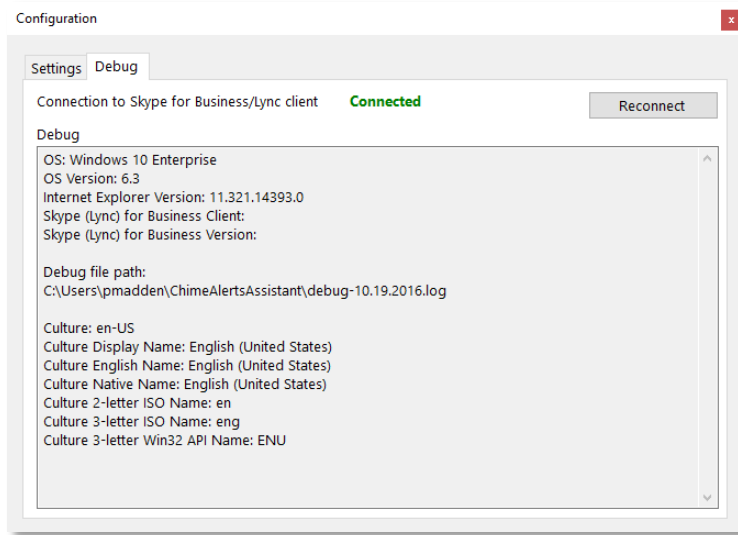 Configuration
x
Settings
Debug
Connection to Skype for Business/Lync client Connected
Reconnect
Debug
OS: Windows 10 Enterprise
OS Version: 6.3
Internet Explorer Version: 11.321.14393.0
Skype (Lync) for Business Client:
Skype (Lync) for Business Version:
Debug file path:
C:\Users\pmadden\ChimeAlertsAssistant\debug-10.19.2016.log
Culture: en-US
Culture Display Name: English (United States)
Culture English Name: English (United States)
Culture Native Name: English (United States)
Culture 2-letter ISO Name: en
Culture 3-letter ISO Name: eng
Culture 3-letter Win32 API Name: ENU